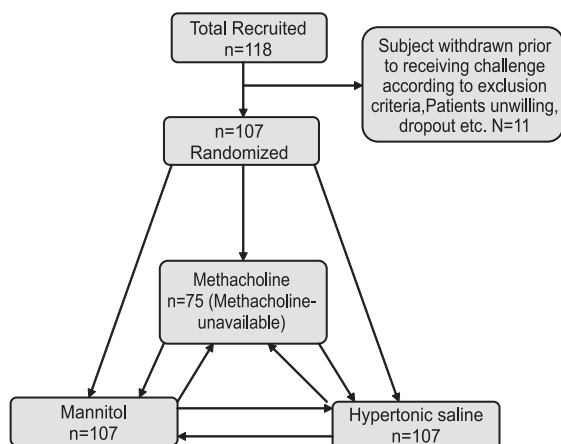 Total Recruited
n=118
Subject withdrawn prior
to receiving challenge
according to exclusion
criteria,Patients unwilling,
dropout etc. N=11
n=107
Randomized
Methacholine
n=75 (Methacholine-
unavailable)
Mannitol
n=107
Hypertonic saline
n=107